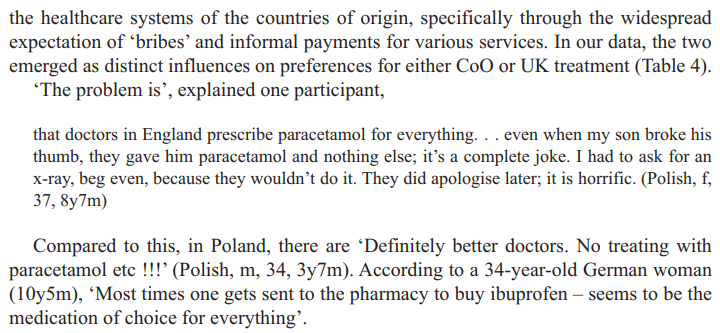 the healthcare systems of the countries of origin, specifically through the widespread
expectation of ‘bribes’ and informal payments for various services. In our data, the two
emerged as distinct influences on preferences for either CoO or UK treatment (Table 4).
‘The problem is’, explained one participant,
that doctors in England prescribe paracetamol for everything. . . even when my son broke his
thumb, they gave him paracetamol and nothing else; it’s a complete joke. I had to ask for an
x-ray, beg even, because they wouldn’t do it. They did apologise later; it is horrific. (Polish, f,
37, 8y7m)
Compared to this, in Poland, there are ‘Definitely better doctors. No treating with
paracetamol etc !!!’ (Polish, m, 34, 3y7m). According to a 34-year-old German woman
(10y5m), ‘Most times one gets sent to the pharmacy to buy ibuprofen – seems to be the
medication of choice for everything’.